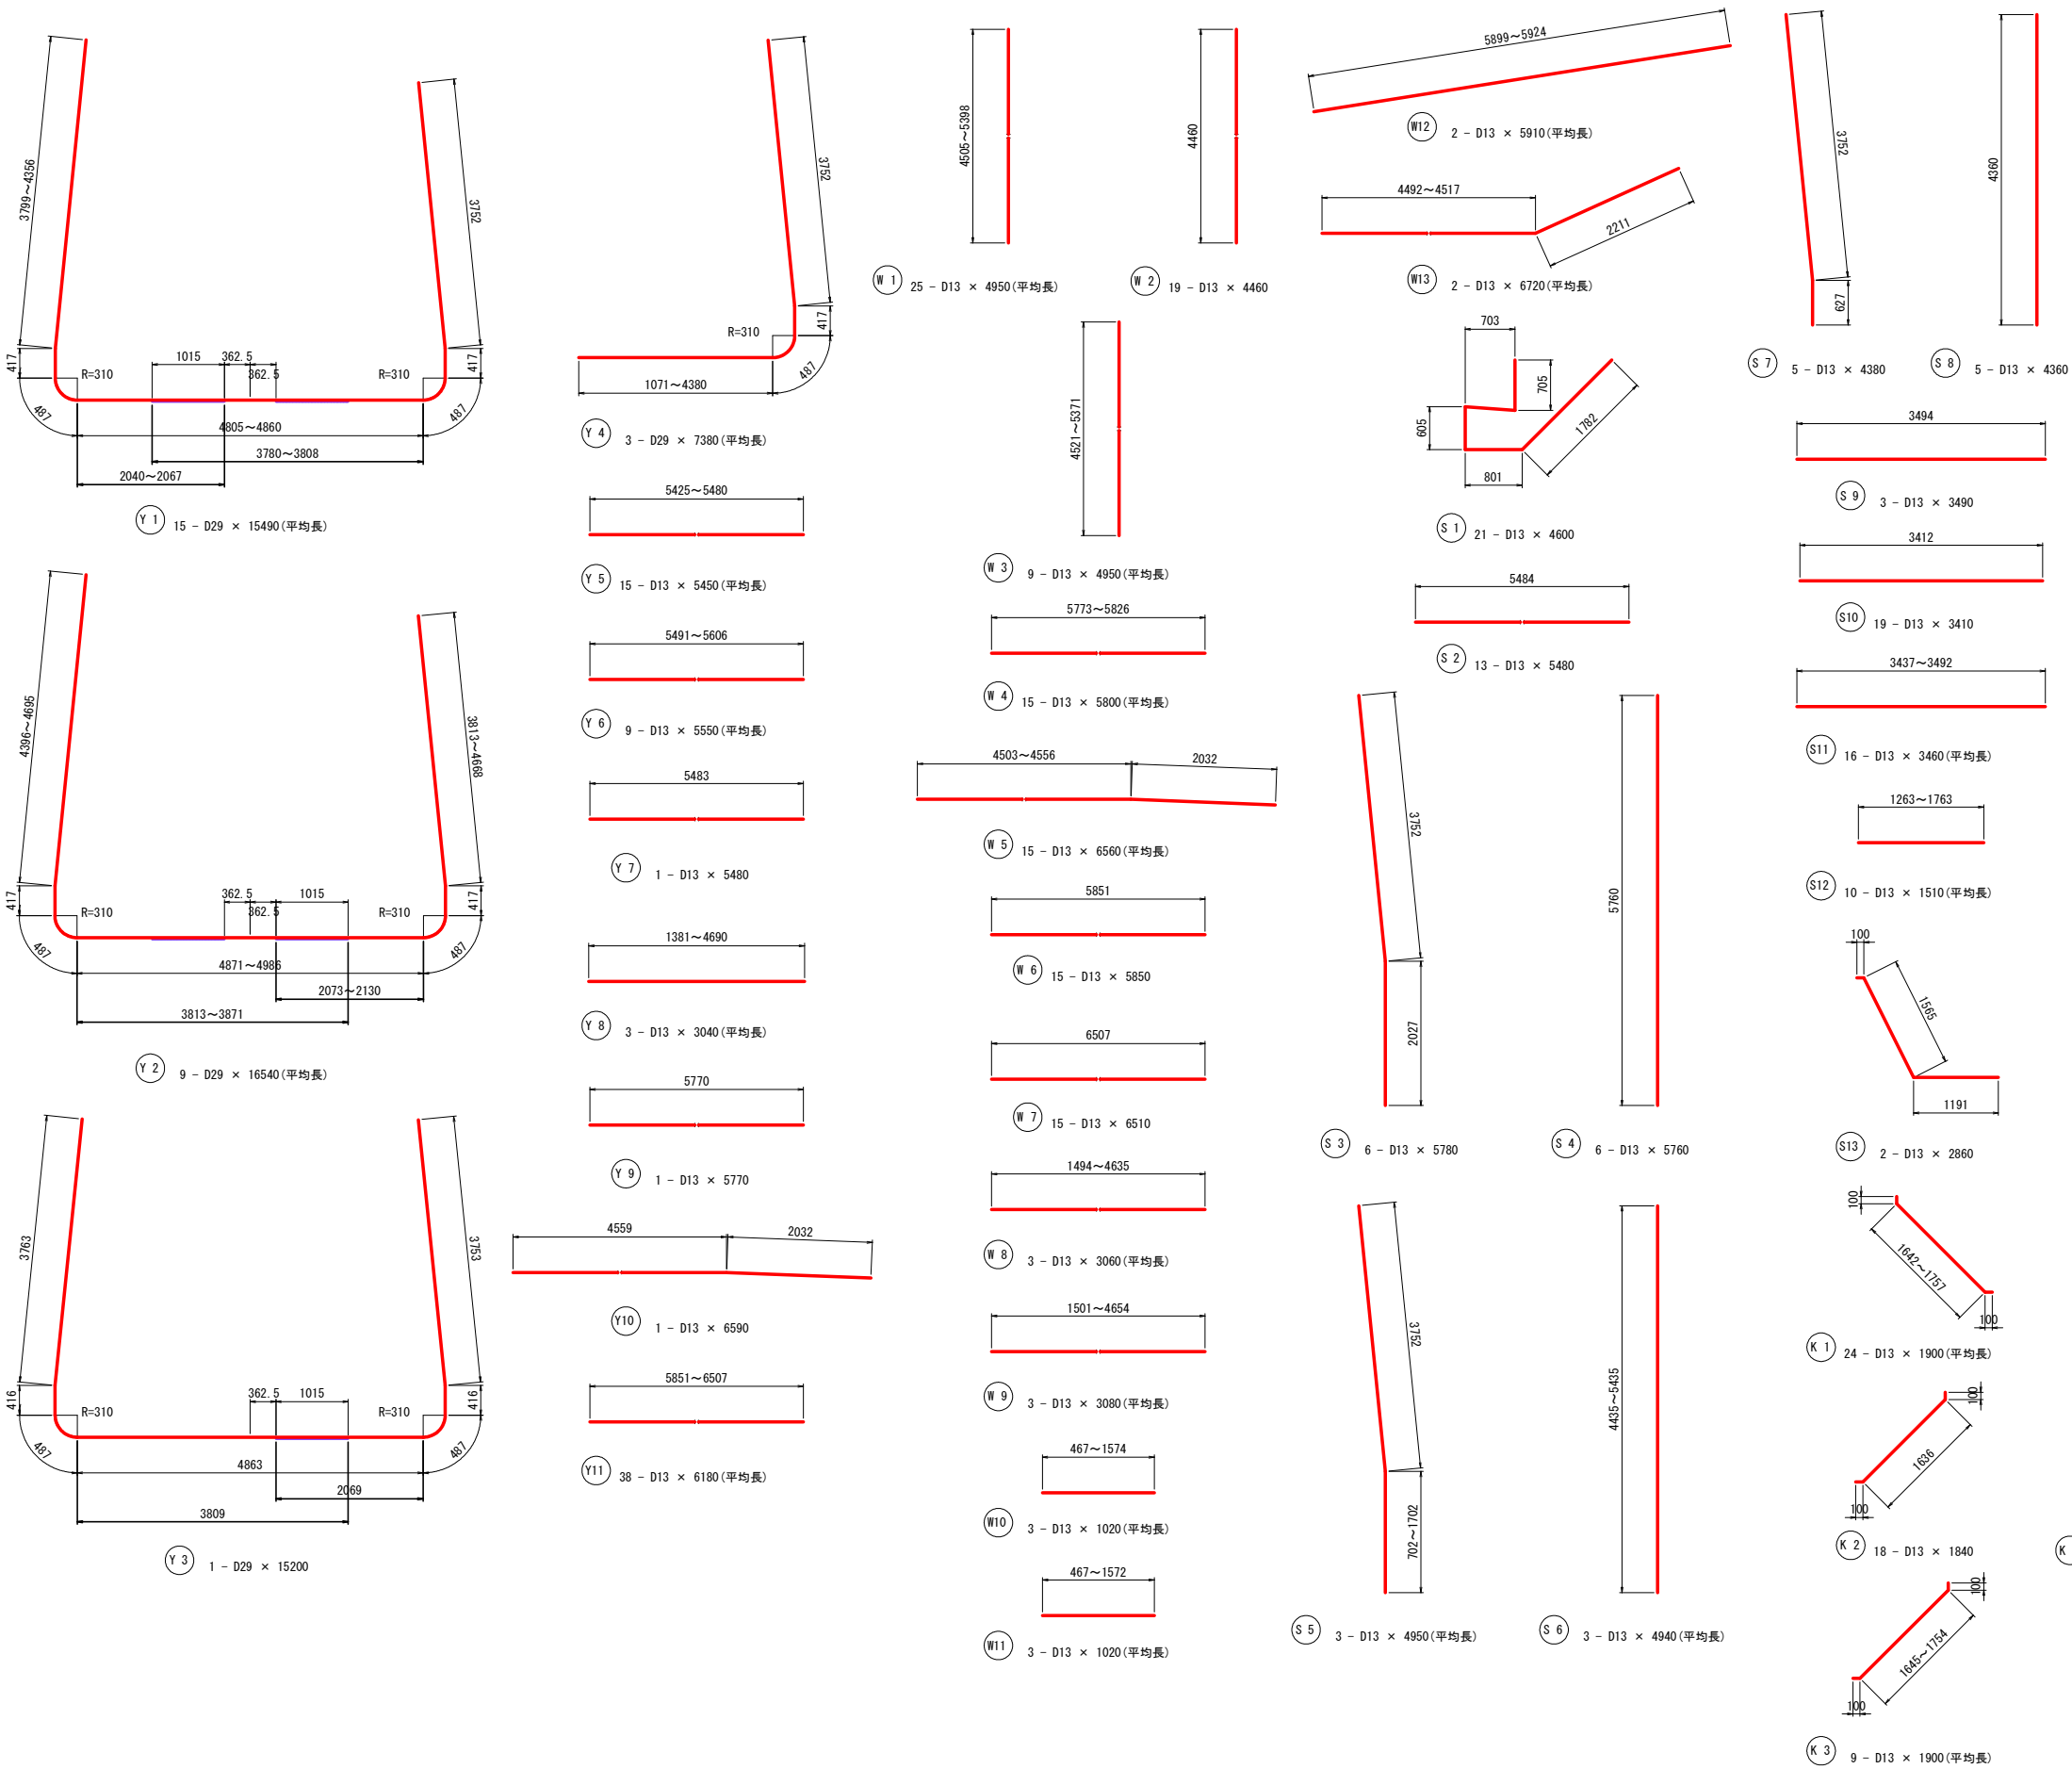 3799～4356
3752
417
R=310
1015
362.5
362.5
R=310
417
487
487
4805～4860
3780～3808
2040～2067
Y 1 15 - D29 × 15490(平均長)
4396～4695
3813～4668
417
R=310
362.5
1015
362.5
R=310
417
487
487
4871～4986
2073～2130
3813～3871
Y 2 9 - D29 × 16540(平均長)
3763
3753
416
R=310
362.5
1015
R=310
416
487
487
4863
2069
3809
Y 3 1 - D29 × 15200
3752
R=310
417
487
1071～4380
Y 4 3 - D29 × 7380(平均長)
5425～5480
Y 5 15 - D13 × 5450(平均長)
5491～5606
Y 6 9 - D13 × 5550(平均長)
5483
Y 7 1 - D13 × 5480
1381～4690
Y 8 3 - D13 × 3040(平均長)
5770
Y 9 1 - D13 × 5770
4559
2032
Y10 1 - D13 × 6590
5851～6507
Y11 38 - D13 × 6180(平均長)
4505～5398
W 1 25 - D13 × 4950(平均長)
4460
W 2 19 - D13 × 4460
4521～5371
W 3 9 - D13 × 4950(平均長)
5773～5826
W 4 15 - D13 × 5800(平均長)
4503～4556
2032
W 5 15 - D13 × 6560(平均長)
5851
W 6 15 - D13 × 5850
6507
W 7 15 - D13 × 6510
1494～4635
W 8 3 - D13 × 3060(平均長)
1501～4654
W 9 3 - D13 × 3080(平均長)
467～1574
W10 3 - D13 × 1020(平均長)
467～1572
W11 3 - D13 × 1020(平均長)
5899～5924
W12 2 - D13 × 5910(平均長)
4492～4517
2211
W13 2 - D13 × 6720(平均長)
703
705
605
1782
801
S 1 21 - D13 × 4600
5484
S 2 13 - D13 × 5480
3752
2027
S 3 6 - D13 × 5780
5760
S 4 6 - D13 × 5760
3752
702～1702
S 5 3 - D13 × 4950(平均長)
4435～5435
S 6 3 - D13 × 4940(平均長)
3752
627
S 7 5 - D13 × 4380
4360
S 8 5 - D13 × 4360
3494
S 9 3 - D13 × 3490
3412
S10 19 - D13 × 3410
3437～3492
S11 16 - D13 × 3460(平均長)
1263～1763
S12 10 - D13 × 1510(平均長)
100
1565
1191
S13 2 - D13 × 2860
100
1642～1757
100
K 1 24 - D13 × 1900(平均長)
100
1636
100
K 2 18 - D13 × 1840
K
100
1645～1754
100
K 3 9 - D13 × 1900(平均長)